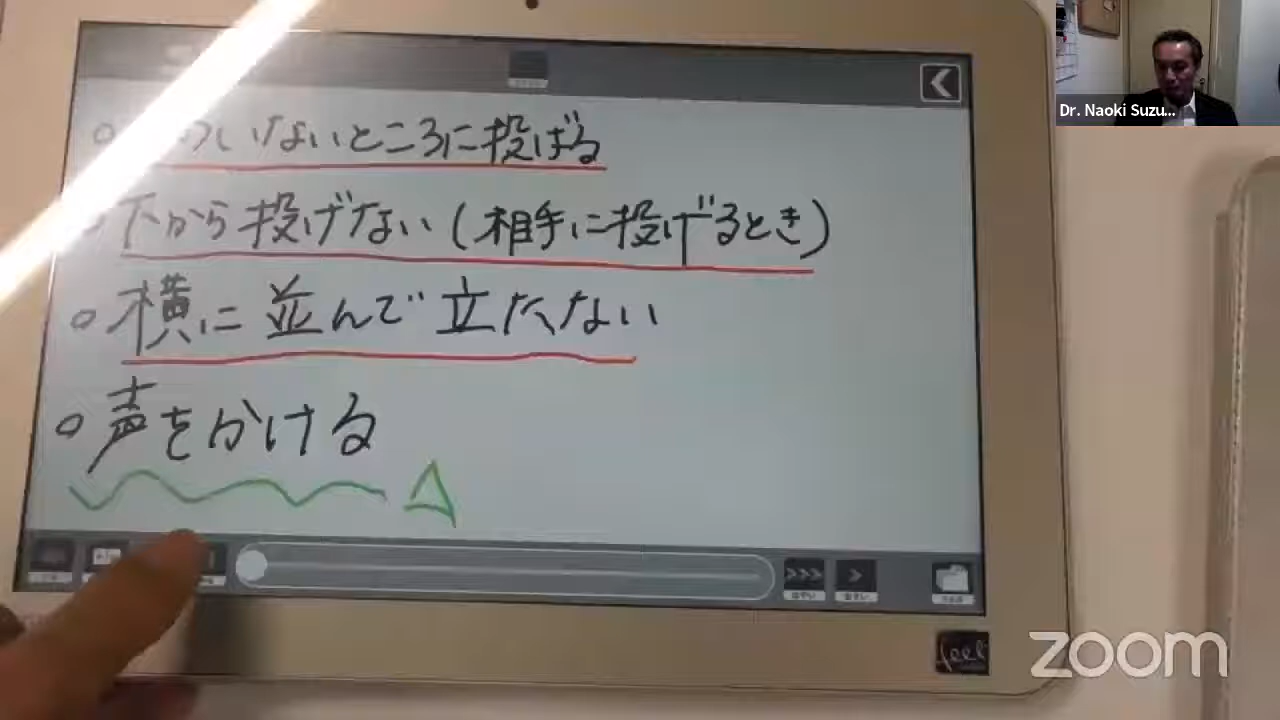 Dr. Naoki Suzu...
いないところに投ばる
下から投げない(相手に投げるとき)
横に並んで立たない
声をかける
>>>
>
feel
zoom